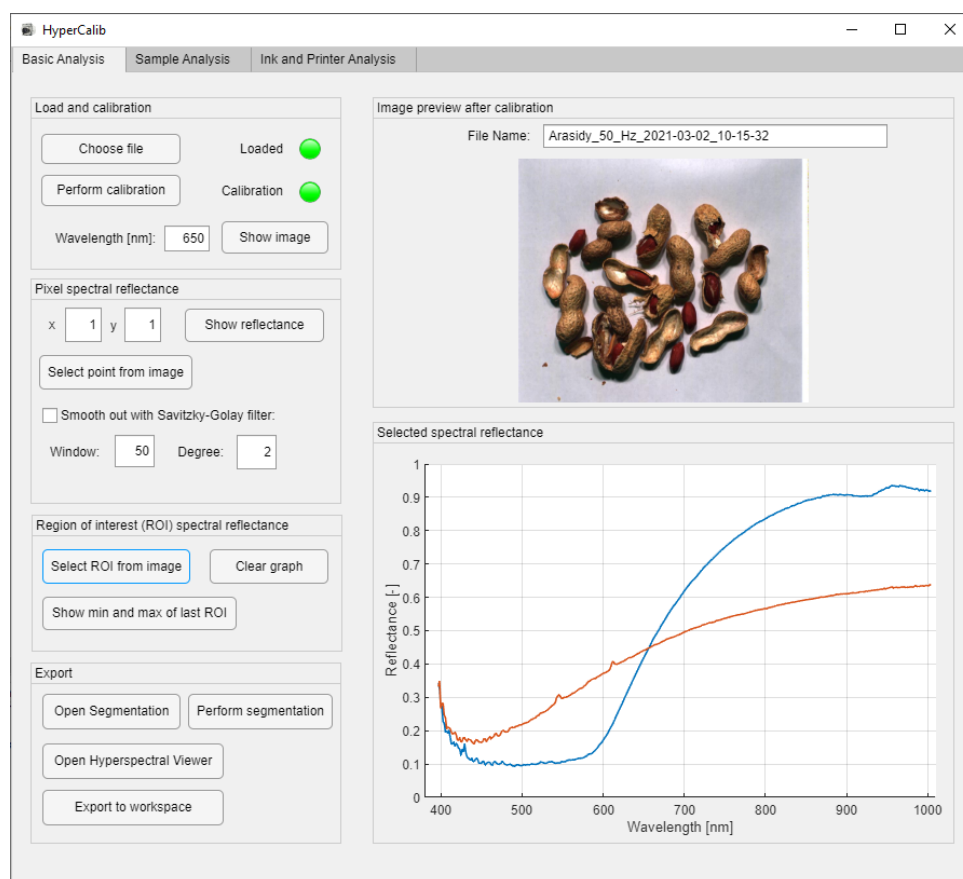 HyperCalib
Basic Analysis Sample Analysis Ink and Printer Analysis
Load and calibration
Choose file Loaded
Perform calibration Calibration
Wavelength [nm]: 650 Show image
Pixel spectral reflectance
x 1 y 1 Show reflectance
Select point from image
Smooth out with Savitzky-Golay filter:
Window: 50 Degree: 2
Region of interest (ROI) spectral reflectance
Select ROI from image Clear graph
Show min and max of last ROI
Export
Open Segmentation Perform segmentation
Open Hyperspectral Viewer
Export to workspace
Image preview after calibration
File Name: Arasidy_50_Hz_2021-03-02_10-15-32
Selected spectral reflectance
1
0.9
0.8
0.7
0.6
0.5
0.4
0.3
0.2
0.1
0
Reflectance [-]
400 500 600 700 800 900 1000
Wavelength [nm]